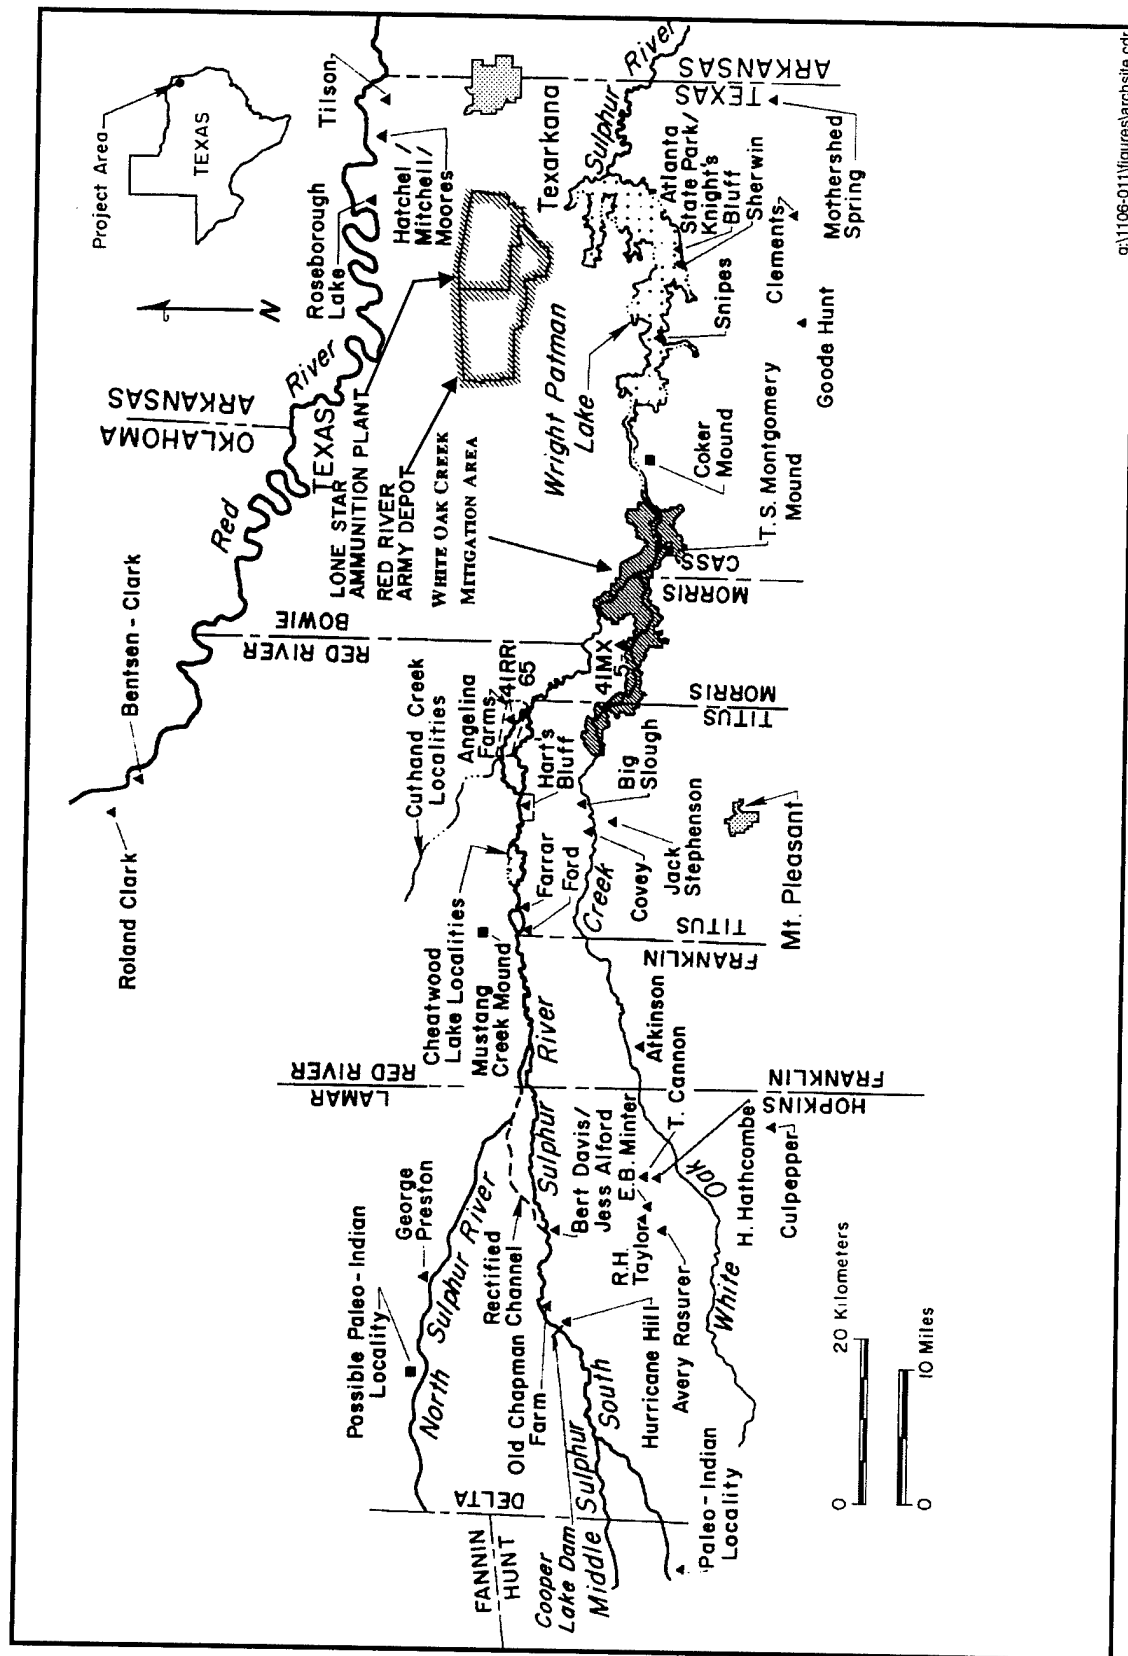 Project Area
TEXAS
N
Roland Clark
Bentsen - Clark
Red
River
OKLAHOMA
ARKANSAS
TEXAS
Roseborough
Lake
Tilson
Hatchel /
Mitchell /
Moores
LONE STAR
AMMUNITION PLANT
RED RIVER
ARMY DEPOT
WHITE OAK CREEK
MITIGATION AREA
Texarkana
Sulphur
River
TEXAS
ARKANSAS
Wright Patman
Lake
Atlanta
State Park/
Knight's
Bluff
Sherwin
Snipes
Clements
Mothershed
Spring
Goode Hunt
Coker
Mound
T.S. Montgomery
Mound
CASS
MORRIS
RED RIVER
BOWIE
MORRIS
TITUS
41MX
5
41RR
65
Angelina
Farms
Cuthand Creek
Localities
Hart's
Bluff
Big
Slough
Farrar
Ford
Covey
Jack
Stephenson
Mt. Pleasant
Cheatwood
Lake Localities
Mustang
Creek Mound
River
Creek
TITUS
FRANKLIN
Atkinson
T. Cannon
LAMAR
RED RIVER
FRANKLIN
HOPKINS
Possible Paleo - Indian
Locality
George
Preston
North Sulphur River
Rectified
Channel
Old Chapman
Farm
Sulphur
Bert Davis/
Jess Alford
E.B. Minter
R.H.
Taylor
H. Hathcombe
Culpepper
Hurricane Hill
Avery Rasurer
White
Oak
South
Sulphur
Middle
Cooper
Lake Dam
DELTA
FANNIN
HUNT
Paleo - Indian
Locality
0 20 Kilometers
0 10 Miles
g:\1106-011\figures\archsite.cdr